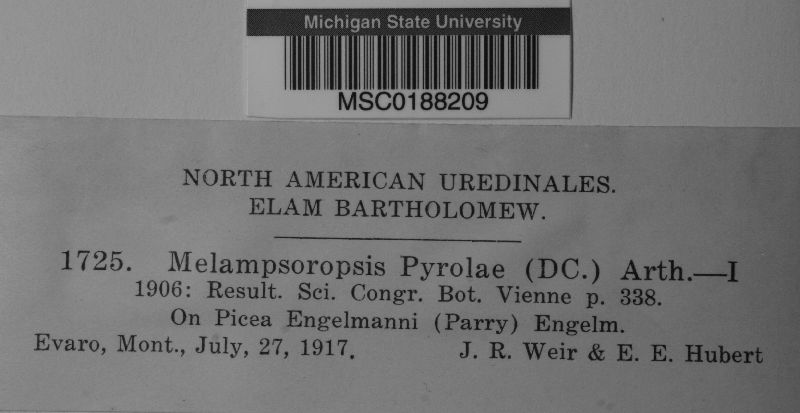 Michigan State University
MSC0188209
NORTH AMERICAN UREDINALES.
ELAM BARTHOLOMEW.
1725. Melampsoropsis Pyrolae (DC.) Arth.—I
1906: Result. Sci. Congr. Bot. Vienne p. 338.
On Picea Engelmanni (Parry) Engelm.
Evaro, Mont., July, 27, 1917. J. R. Weir & E. E. Hubert